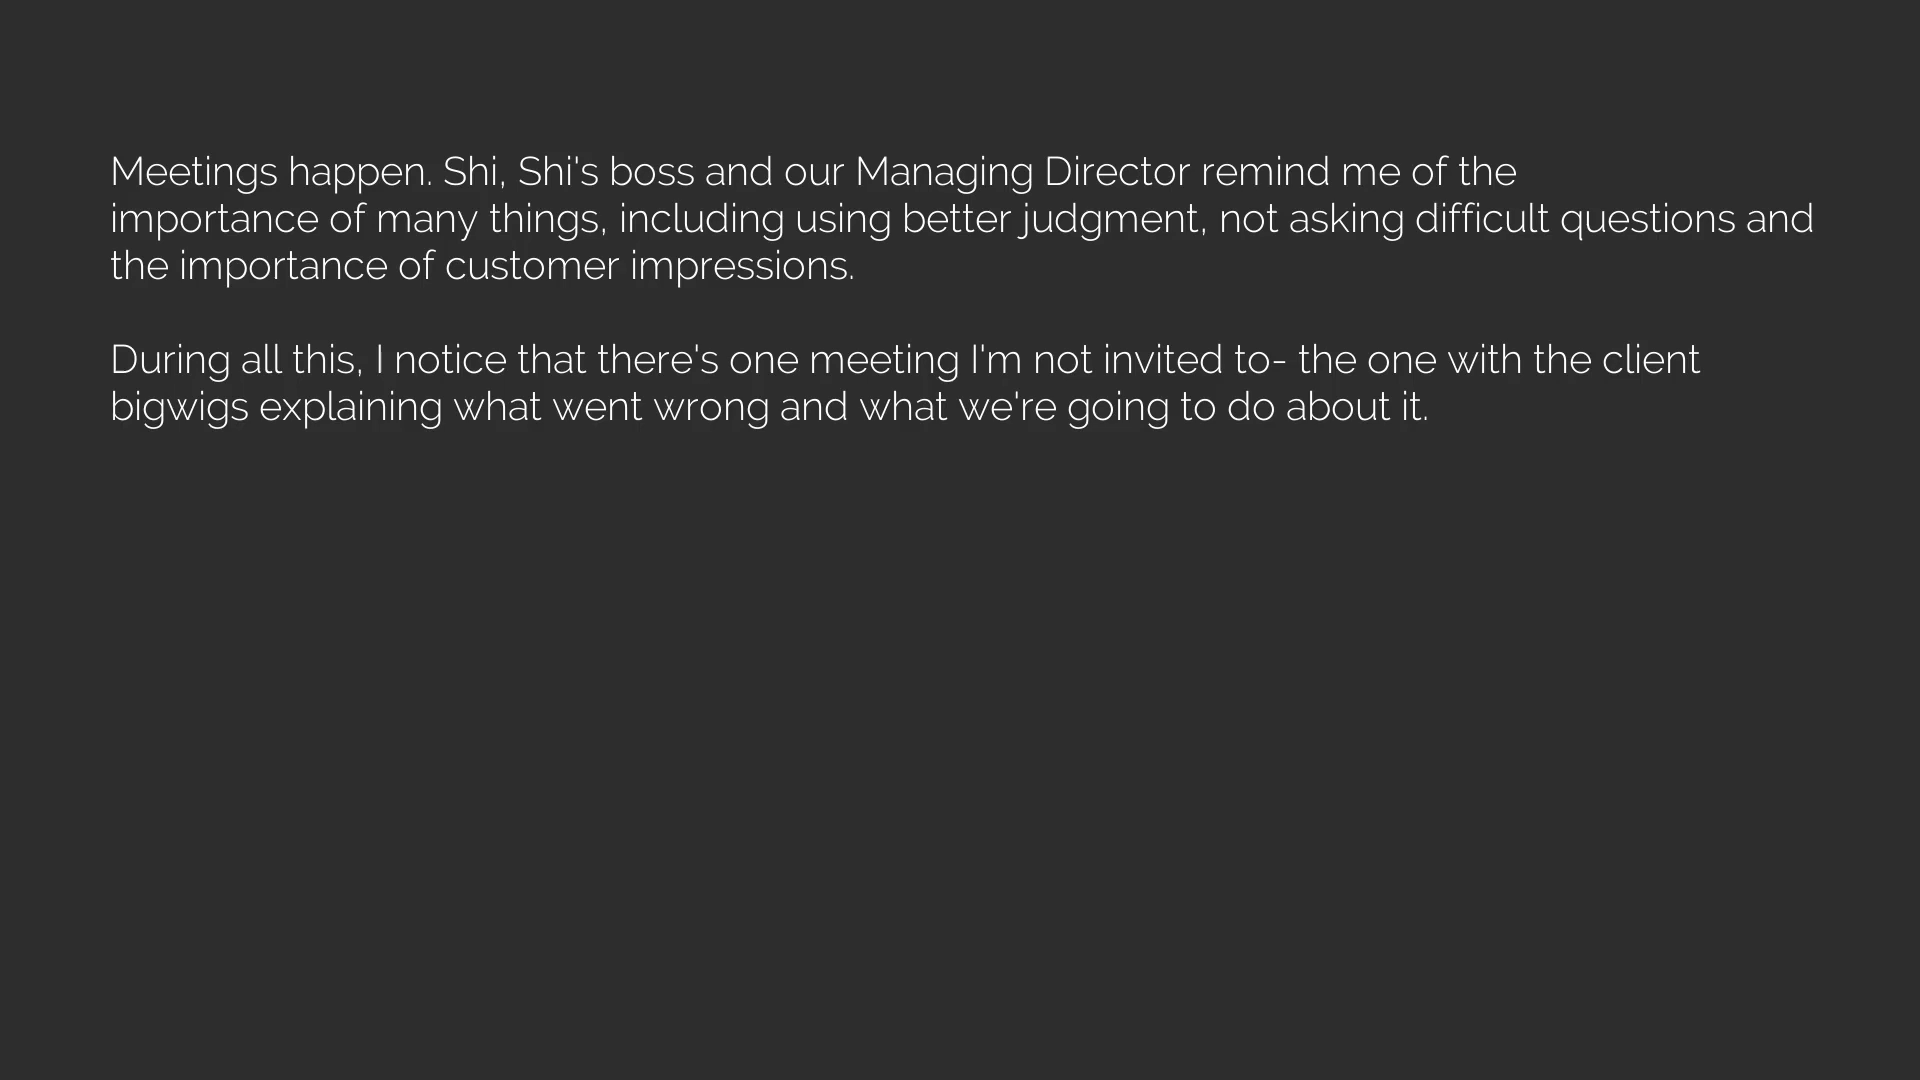 Meetings happen. Shi, Shi's boss and our Managing Director remind me of the
importance of many things, including using better judgment, not asking difficult questions and
the importance of customer impressions.
During all this, I notice that there's one meeting I'm not invited to- the one with the client
bigwigs explaining what went wrong and what we're going to do about it.